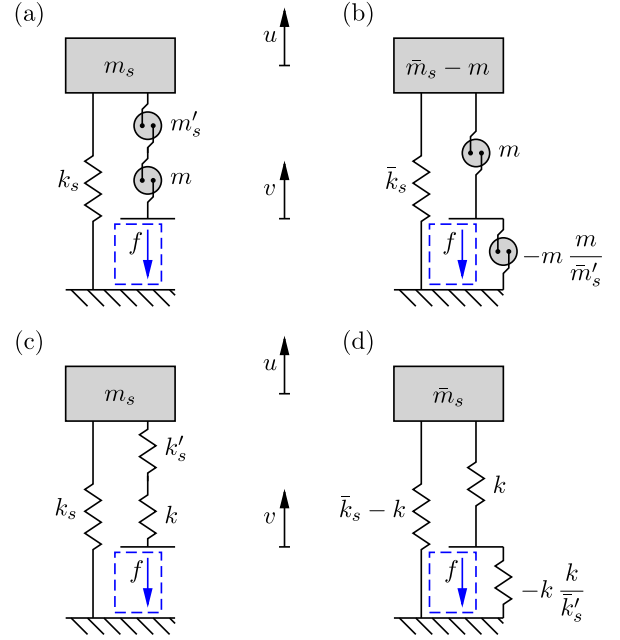 (a)
u
(b)
m_s
m̄_s − m
m′_s
m
m
k_s
v
k̄_s
f
f
−m m/m̄′_s
(c)
u
(d)
m_s
m̄_s
k′_s
k
k_s
k
v
k̄_s − k
f
f
−k k/k̄′_s